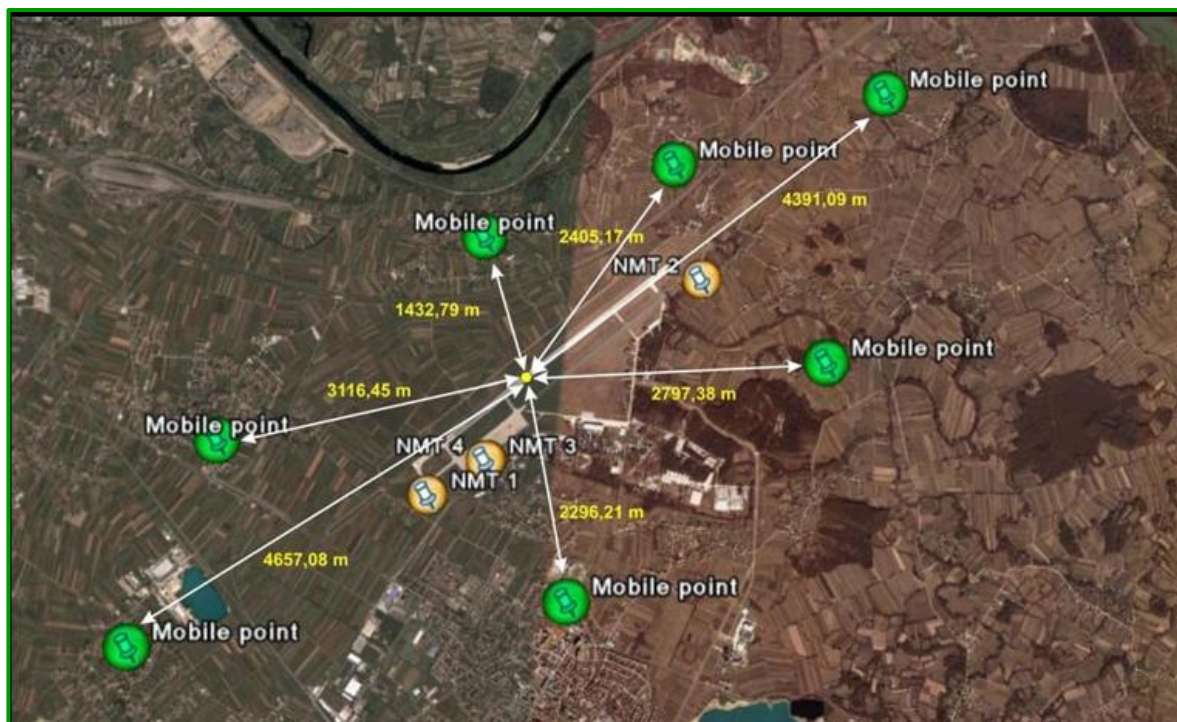 Mobile point
Mobile point
4391,09 m
Mobile point
2405,17 m
NMT 2
1432,79 m
Mobile point
3116,45 m
2797,38 m
Mobile point
NMT 4
NMT 3
NMT 1
2296,21 m
4657,08 m
Mobile point
Mobile point